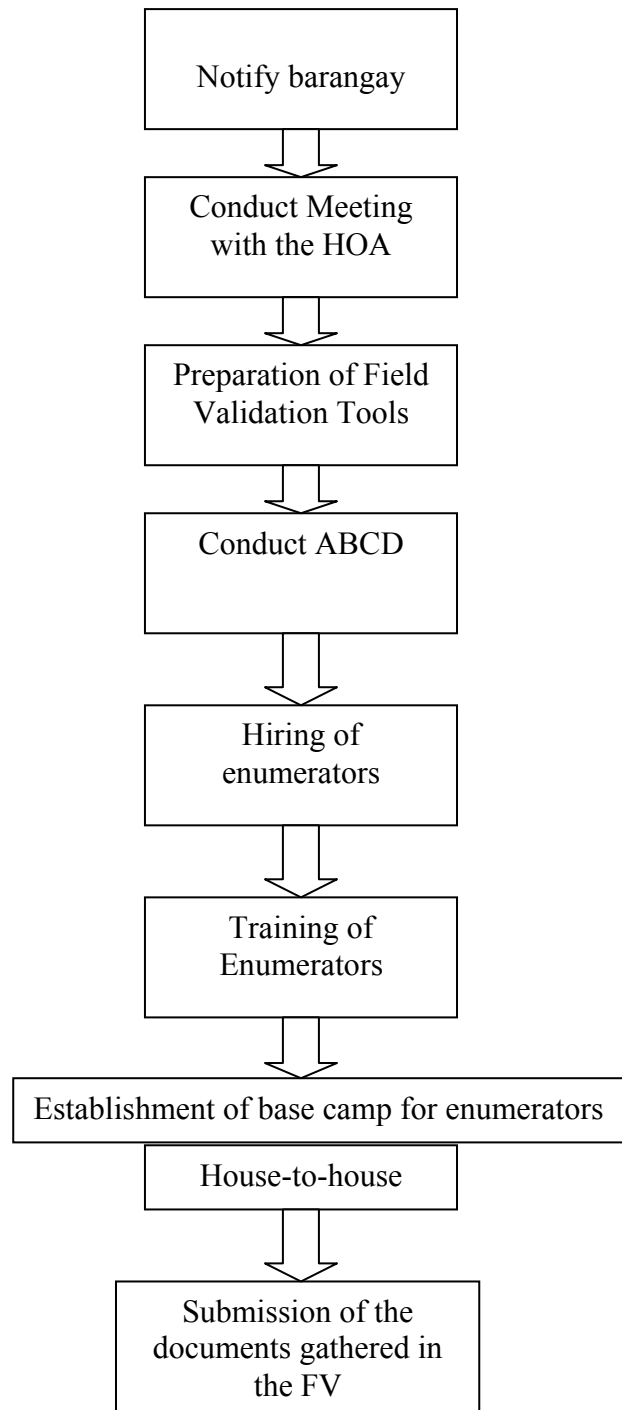 Notify barangay
Conduct Meeting
with the HOA
Preparation of Field
Validation Tools
Conduct ABCD
Hiring of
enumerators
Training of
Enumerators
Establishment of base camp for enumerators
House-to-house
Submission of the
documents gathered in
the FV